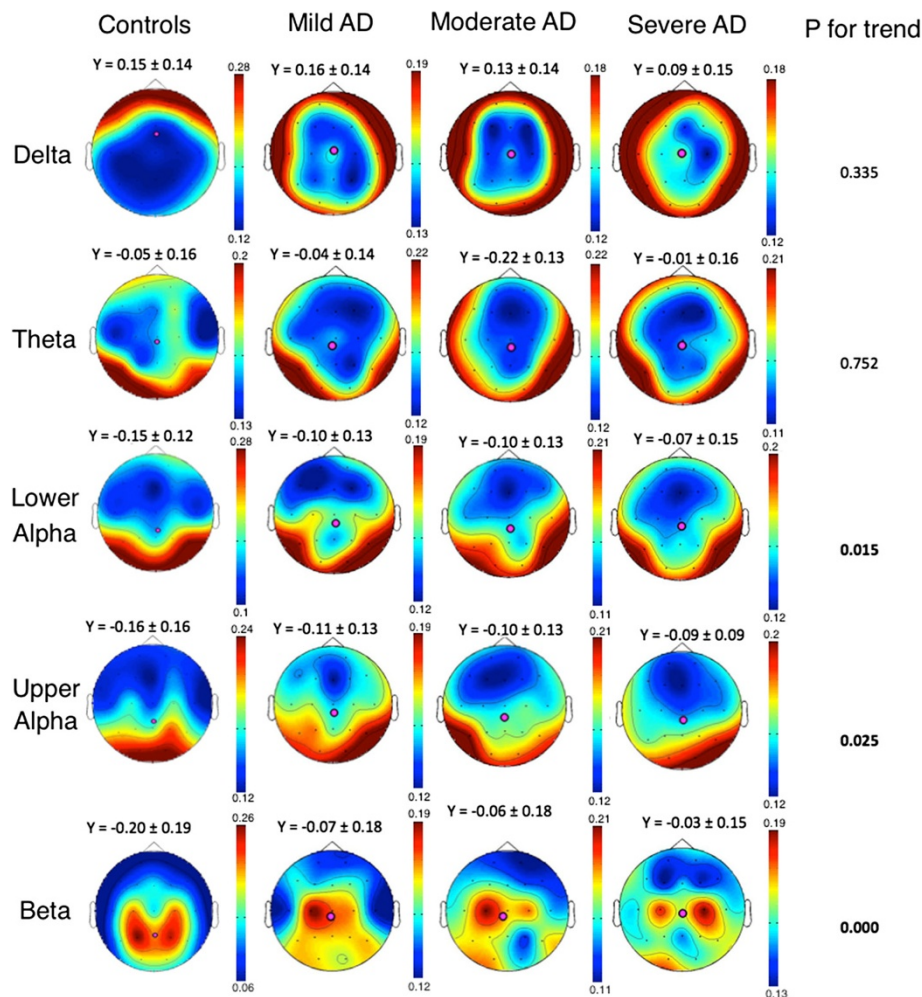 Controls Mild AD Moderate AD Severe AD P for trend
Y = 0.15 ± 0.14 Y = 0.16 ± 0.14 Y = 0.13 ± 0.14 Y = 0.09 ± 0.15
0.28 0.19 0.18 0.18
Delta 0.335
0.12 0.13 0.12 0.12
Y = -0.05 ± 0.16 Y = -0.04 ± 0.14 Y = -0.22 ± 0.13 Y = -0.01 ± 0.16
0.2 0.22 0.22 0.21
Theta 0.752
0.13 0.12 0.12 0.11
Y = -0.15 ± 0.12 Y = -0.10 ± 0.13 Y = -0.10 ± 0.13 Y = -0.07 ± 0.15
0.28 0.19 0.21 0.2
Lower
Alpha 0.015
0.1 0.12 0.11 0.12
Y = -0.16 ± 0.16 Y = -0.11 ± 0.13 Y = -0.10 ± 0.13 Y = -0.09 ± 0.09
0.24 0.19 0.21 0.2
Upper
Alpha 0.025
0.12 0.12 0.12 0.12
Y = -0.20 ± 0.19 Y = -0.07 ± 0.18 Y = -0.06 ± 0.18 Y = -0.03 ± 0.15
0.26 0.19 0.21 0.19
Beta 0.000
0.06 0.12 0.11 0.13